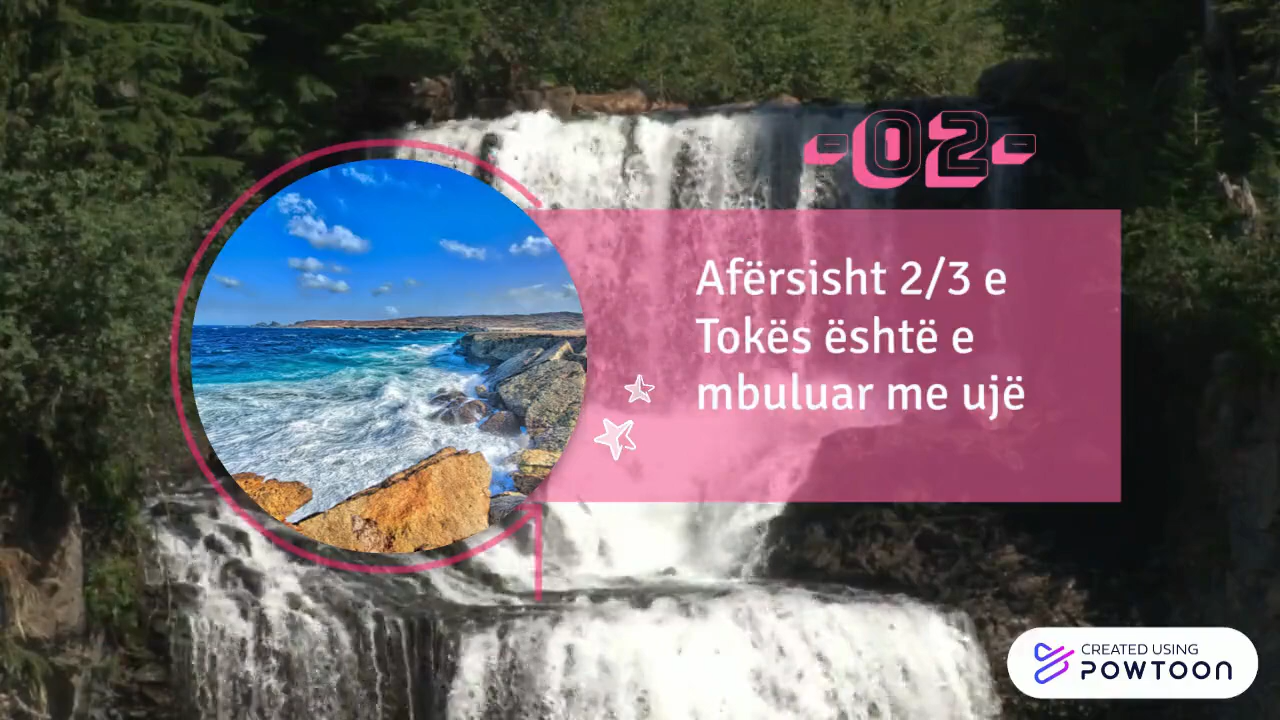 -02-
Afërsisht 2/3 e
Tokës është e
mbuluar me ujë
CREATED USING
POWTOON